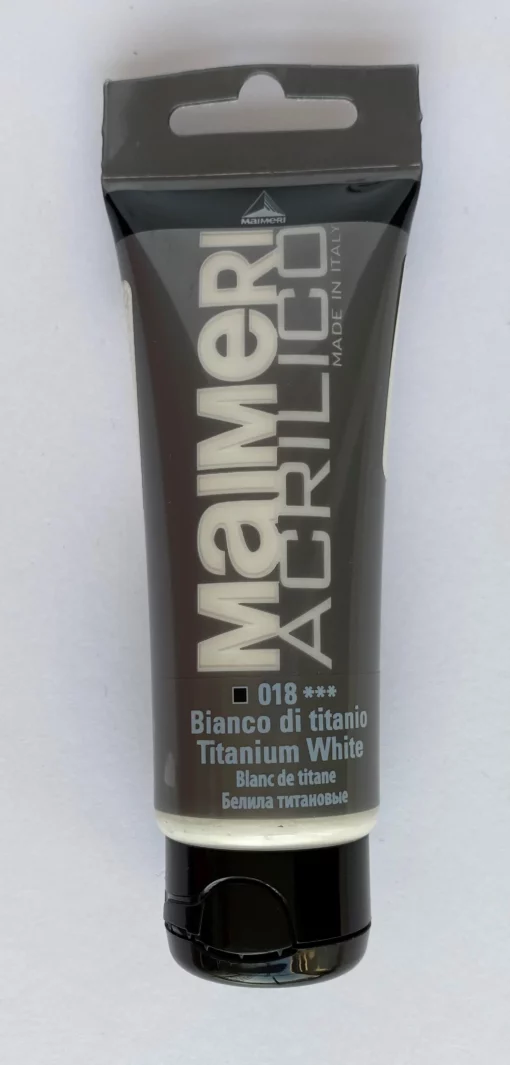 MaIMeRI
MaIMeRI
ACRILICO
MADE IN ITALY
018 ***
Bianco di titanio
Titanium White
Blanc de titane
Белила титановые